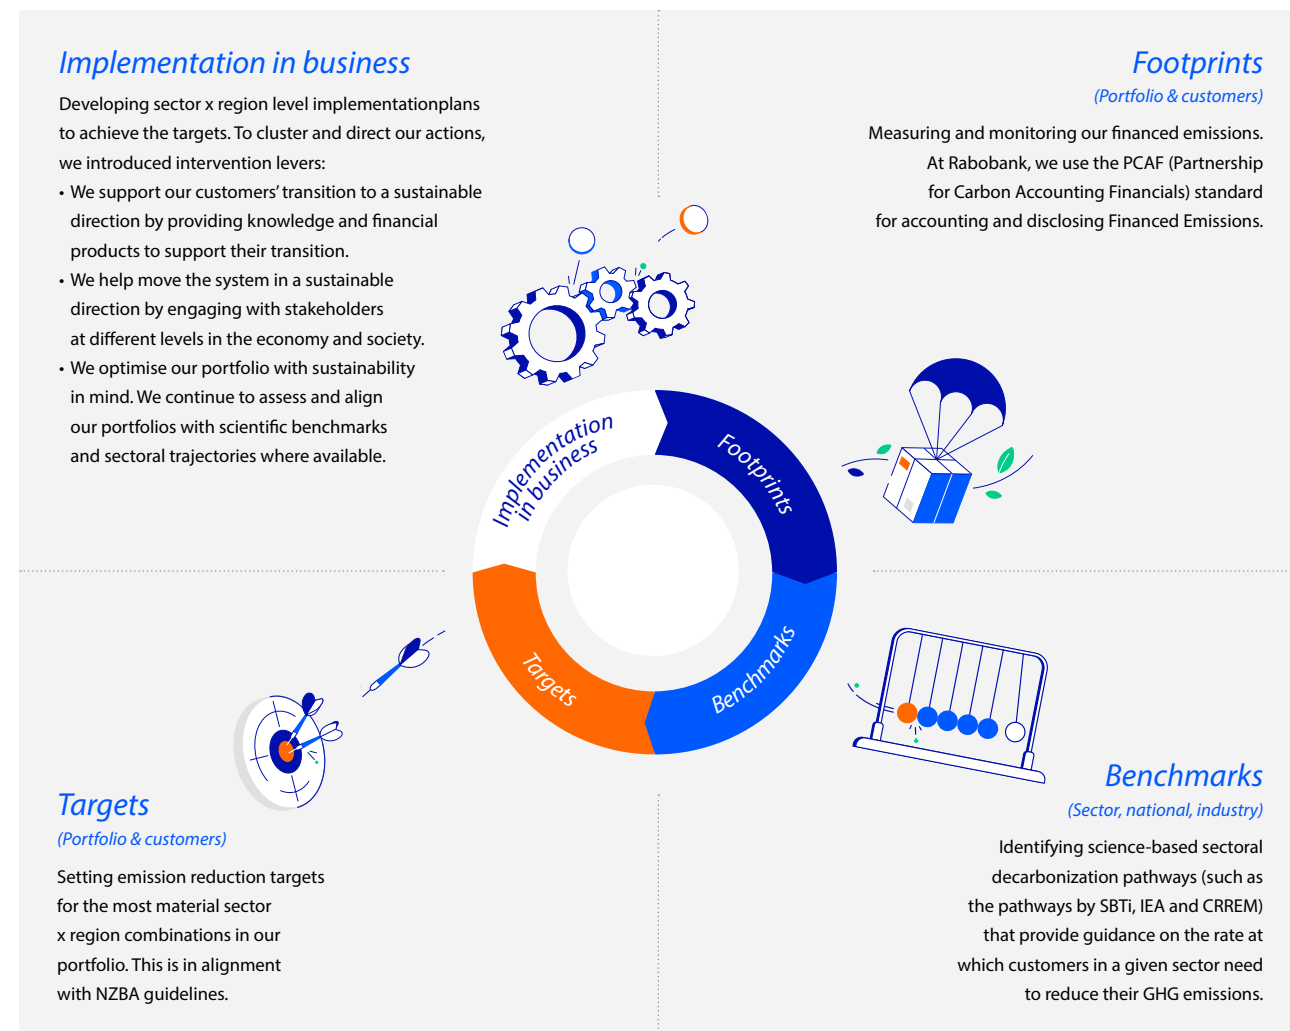 Implementation in business
Developing sector x region level implementationplans
to achieve the targets. To cluster and direct our actions,
we introduced intervention levers:
• We support our customers' transition to a sustainable
direction by providing knowledge and financial
products to support their transition.
• We help move the system in a sustainable
direction by engaging with stakeholders
at different levels in the economy and society.
• We optimise our portfolio with sustainability
in mind. We continue to assess and align
our portfolios with scientific benchmarks
and sectoral trajectories where available.
Footprints
(Portfolio & customers)
Measuring and monitoring our financed emissions.
At Rabobank, we use the PCAF (Partnership
for Carbon Accounting Financials) standard
for accounting and disclosing Financed Emissions.
Implementation
in business
Footprints
Targets
Benchmarks
Targets
(Portfolio & customers)
Setting emission reduction targets
for the most material sector
x region combinations in our
portfolio. This is in alignment
with NZBA guidelines.
Benchmarks
(Sector, national, industry)
Identifying science-based sectoral
decarbonization pathways (such as
the pathways by SBTi, IEA and CRREM)
that provide guidance on the rate at
which customers in a given sector need
to reduce their GHG emissions.